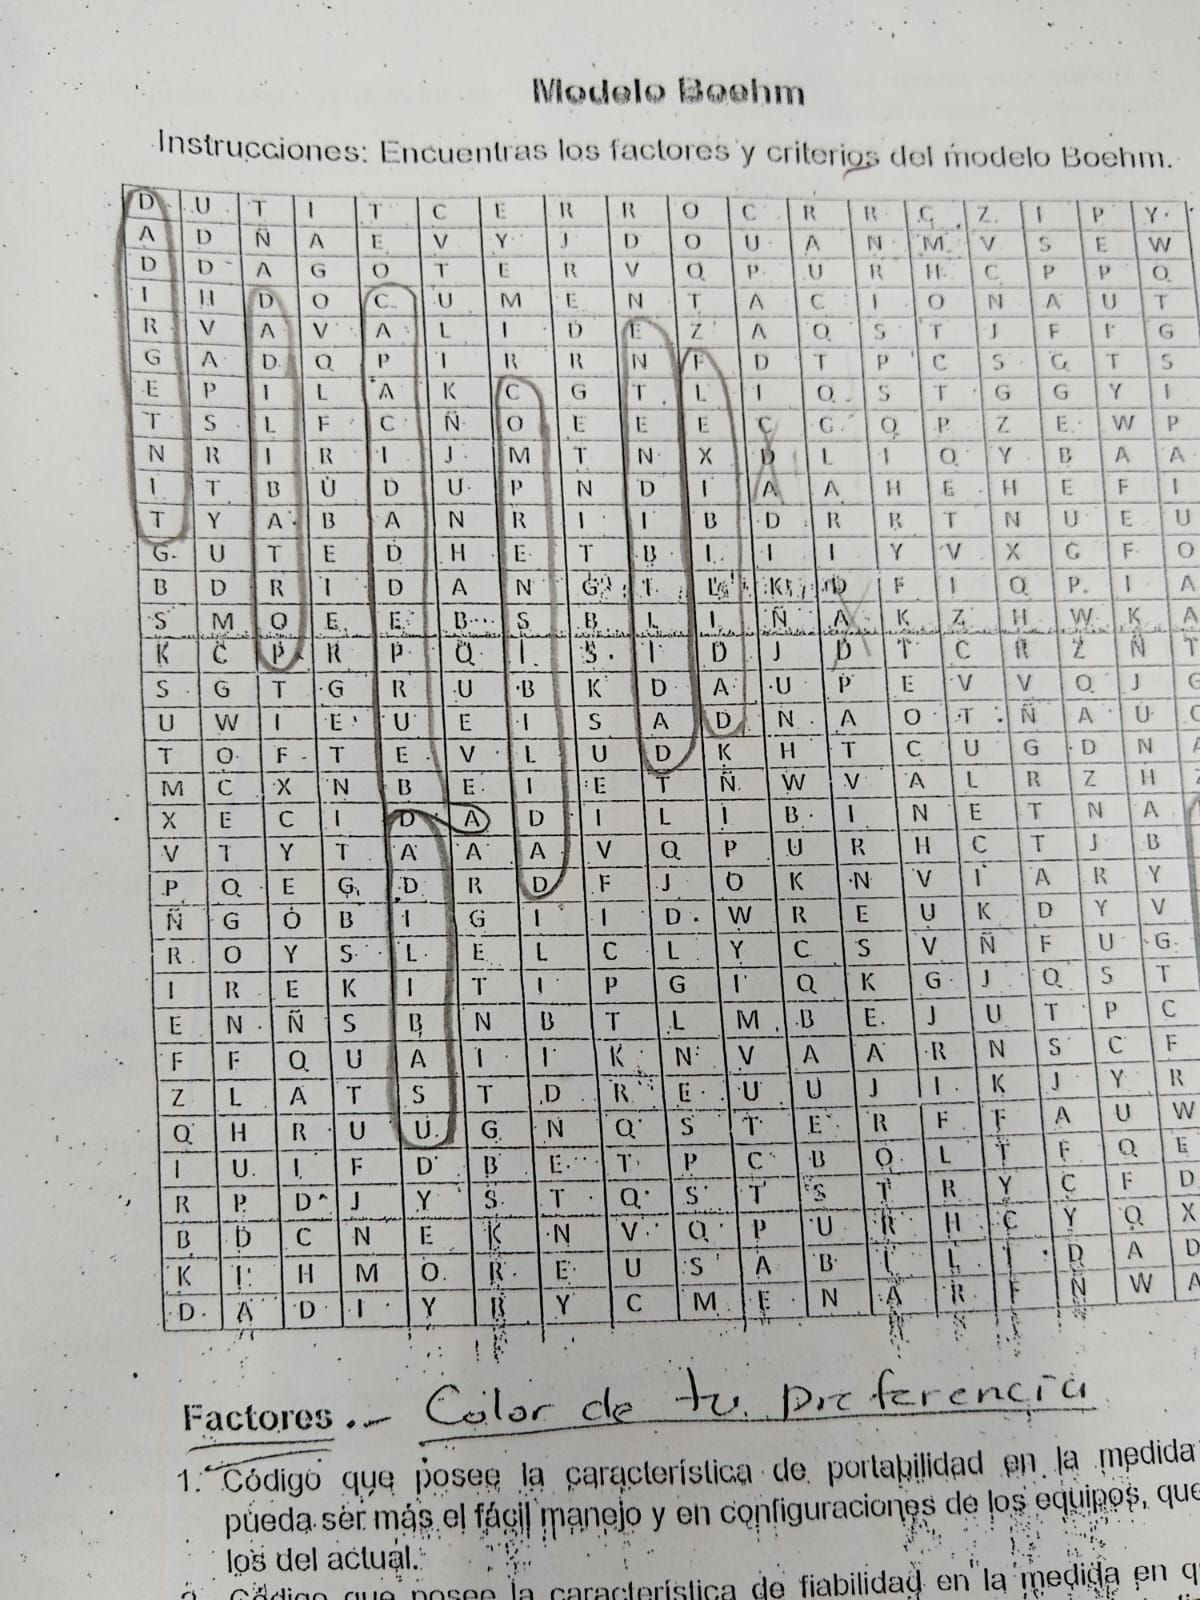 Modelo Boehm
Instrucciones: Encuentras los factores y criterios del modelo Boehm.
D U T I T C E R R O C R R Ç Z I P Y
A D Ñ A E V Y J D O U A N M V S E W
D D A G O T E R V Q P U R H C P P Q
I H D O C U M E N T A C I O N A U T
R V A V A L I D E Z A Q S T J F I G
G A D Q P I R R N F D T P C S G T S
E P I L A K C G T L I Q S T G G Y I
T S L F C Ñ O E E E C C Q P Z E W P
N R I R I J M T N X D L I Q Y B A A
I T B U D U P N D I A A H E H E F I
T Y A B A N R I I B D R R T N U E U
G U T E D H E T B I I I Y V X G F O
B D R I D A N G I L K D F I Q P I A
S M O E E B S B L I Ñ A K Z H W K A
K C P R P Q I S I D J D T C R Z Ñ T
S G T G R U B K D A U P E V V Q J
U W I E U E I S A D N A O T Ñ A U
T O F T E V L U D K H T C U G D N
M C X N B E I E T Ñ W V A L R Z H
X E C I D A D I L I B I N E T N A
V T Y T A A A V Q P U R H C T J B
P Q E G D R D F J O K N V I A R Y
Ñ G O B I G I I D W R E U K D Y V
R O Y S L E L C L Y C S V Ñ F U G
I R E K I T I P G I Q K G J Q S T
E N Ñ S B N B T L M B E J U T P C
F F Q U A I I K N V A A R N S C F
Z L A T S T D R E U U J I K J Y R
Q H R U U G N Q S T E R F F A U W
I U I F D B E T P C B O L T F Q E
R P D J Y S T Q S T S T R Y C F D
B D C N E K N V Q P U R H C Y Q X
K I H M O R E U S A B I L I D A D
D A D I Y R Y C M E N A R F N W A
Factores .- Color de tu preferencia
1. Código que posee la característica de portabilidad en la medida
pueda ser más el fácil manejo y en configuraciones de los equipos, que
los del actual.
Código que posee la característica de fiabilidad en la medida en q